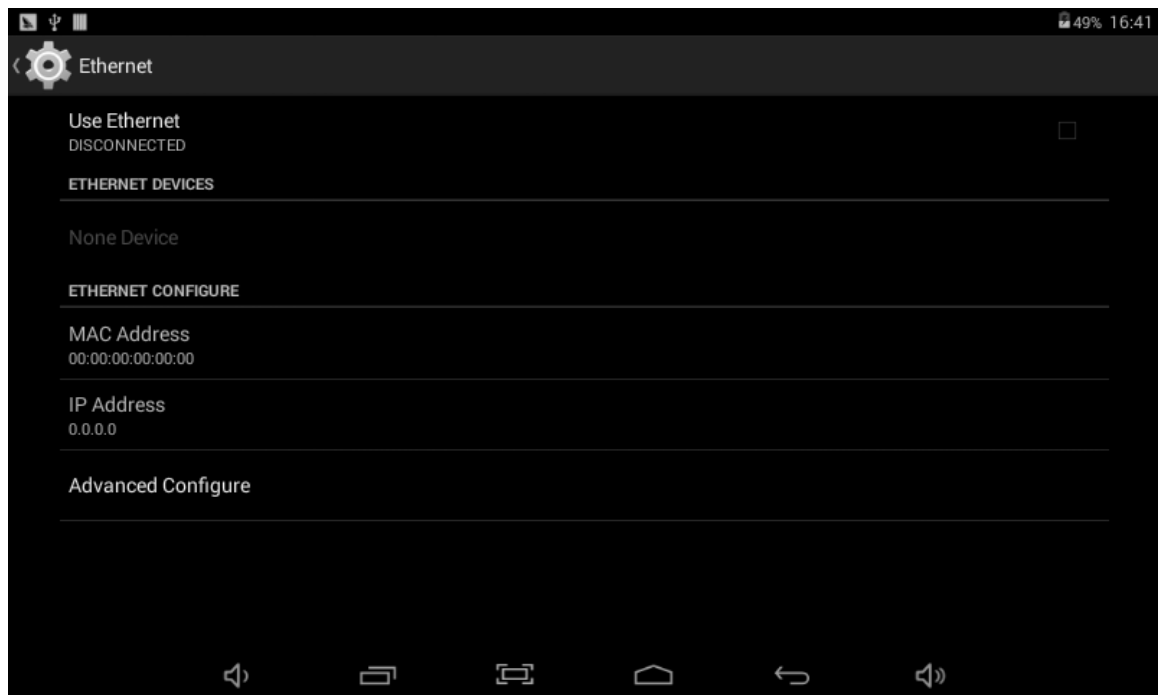 49% 16:41
Ethernet
Use Ethernet
DISCONNECTED
ETHERNET DEVICES
None Device
ETHERNET CONFIGURE
MAC Address
00:00:00:00:00:00
IP Address
0.0.0.0
Advanced Configure